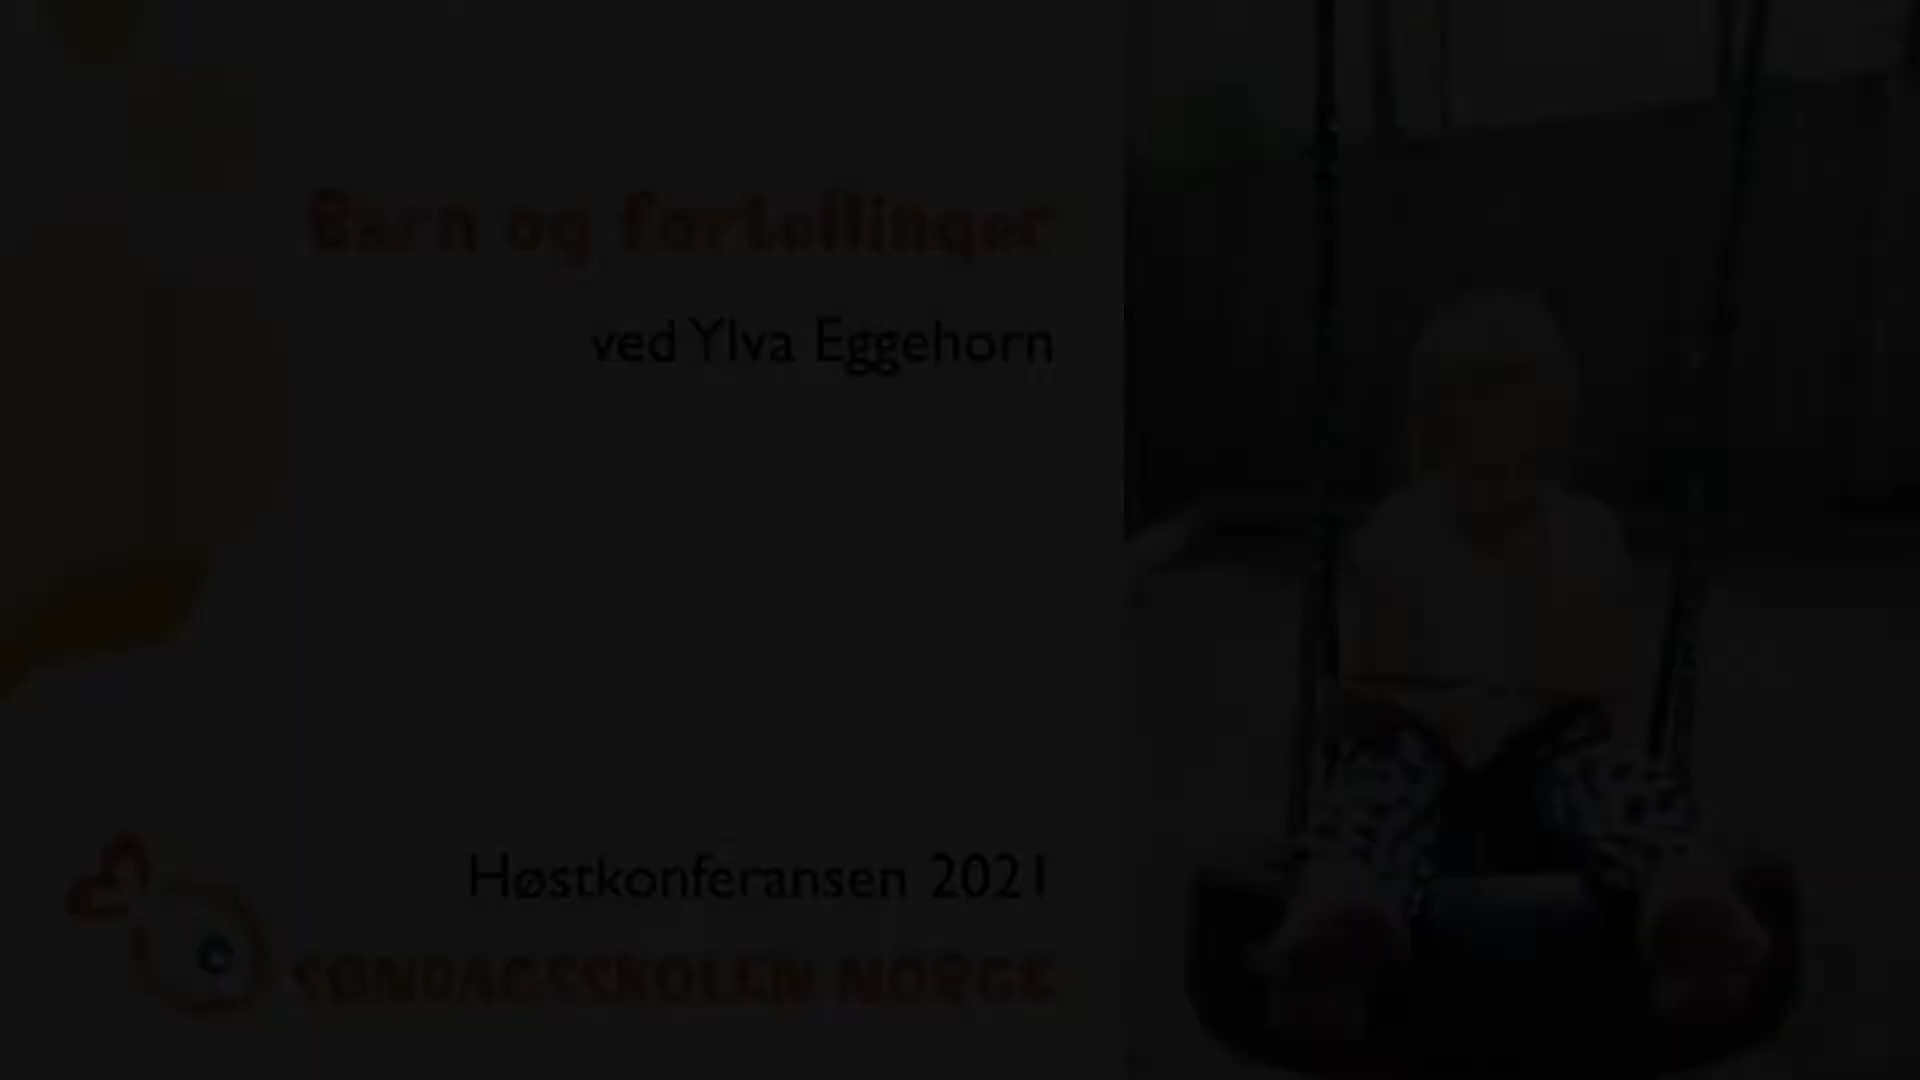 Barn og fortellinger
ved Ylva Eggehorn
Høstkonferansen 2021
SØNDAGSSKOLEN NORGE